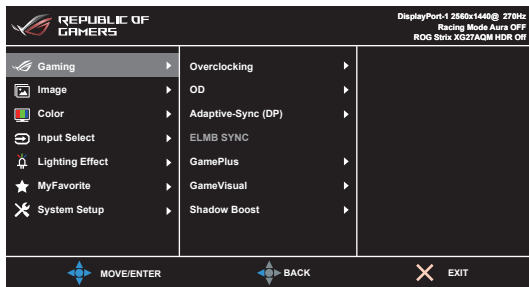 REPUBLIC OF
GAMERS
DisplayPort-1 2560x1440@ 270Hz
Racing Mode Aura OFF
ROG Strix XG27AQM HDR Off
Gaming
Image
Color
Input Select
Lighting Effect
MyFavorite
System Setup
Overclocking
OD
Adaptive-Sync (DP)
ELMB SYNC
GamePlus
GameVisual
Shadow Boost
MOVE/ENTER
BACK
EXIT